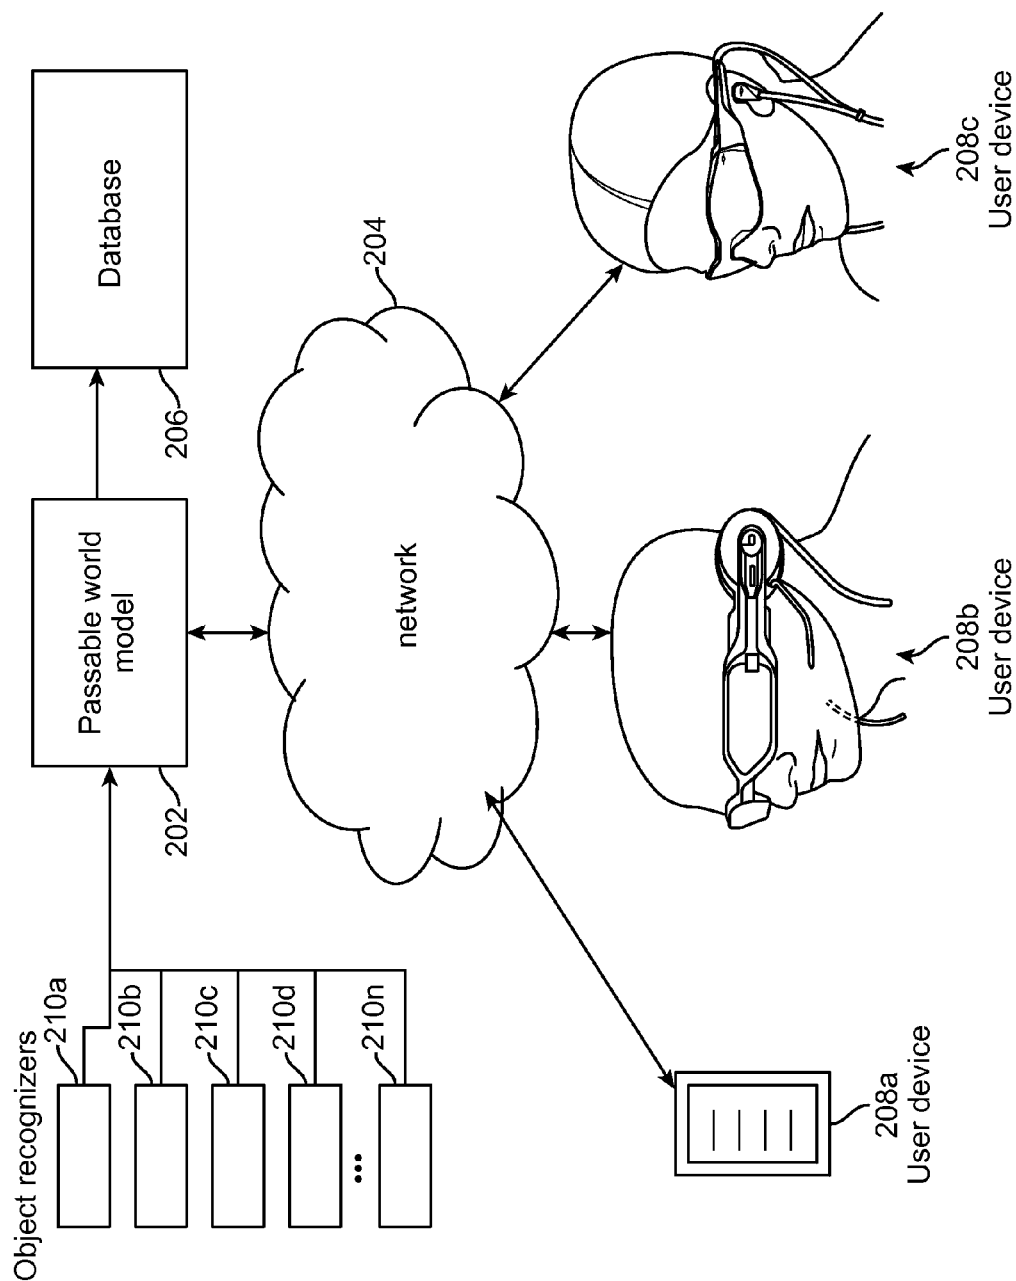 Object recognizers
210a
210b
210c
210d
210n
...
Passable world
model
202
Database
206
network
204
208a
User device
208b
User device
208c
User device